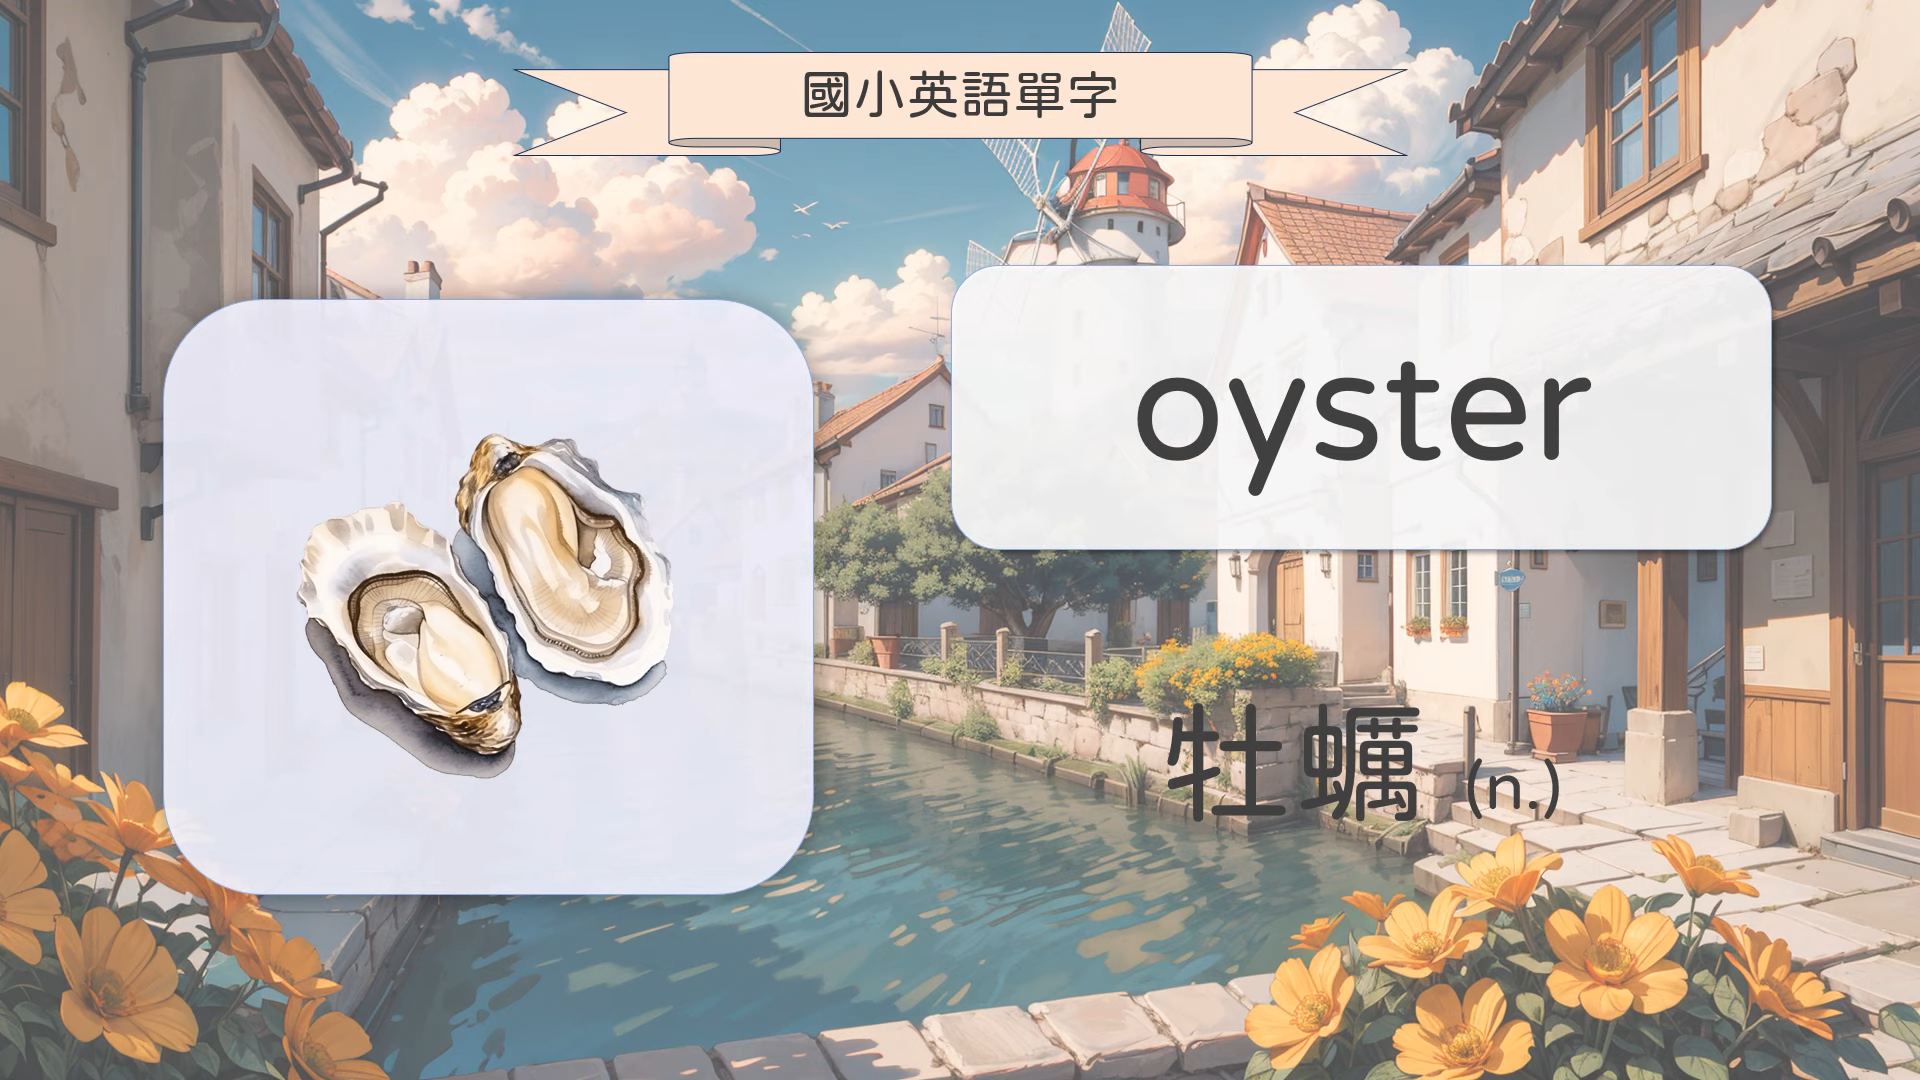 國小英語單字
oyster
牡蠣 (n.)